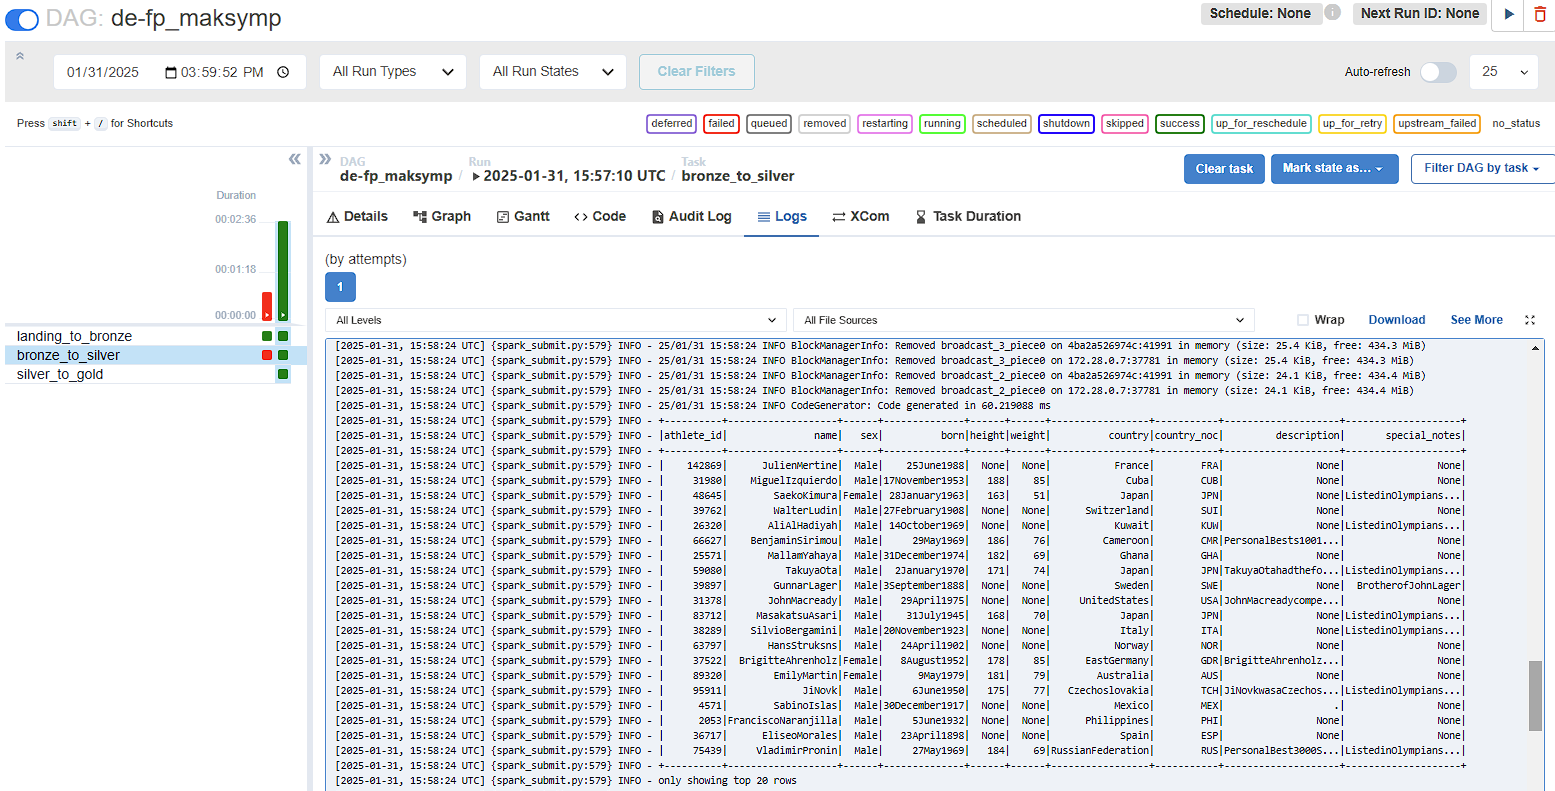 DAG: de-fp_maksymp
Schedule: None
Next Run ID: None
01/31/2025 03:59:52 PM
All Run Types
All Run States
Clear Filters
Auto-refresh
25
Press shift + / for Shortcuts
deferred failed queued removed restarting running scheduled shutdown skipped success up_for_reschedule up_for_retry upstream_failed no_status
Duration
00:02:36
00:01:18
00:00:00
landing_to_bronze
bronze_to_silver
silver_to_gold
DAG
de-fp_maksymp
/
Run
2025-01-31, 15:57:10 UTC
/
Task
bronze_to_silver
Clear task
Mark state as...
Filter DAG by task
Details
Graph
Gantt
Code
Audit Log
Logs
XCom
Task Duration
(by attempts)
1
All Levels
All File Sources
Wrap
Download
See More
[2025-01-31, 15:58:24 UTC] {spark_submit.py:579} INFO - 25/01/31 15:58:24 INFO BlockManagerInfo: Removed broadcast_3_piece0 on 4ba2a526974c:41991 in memory (size: 25.4 KiB, free: 434.3 MiB)
[2025-01-31, 15:58:24 UTC] {spark_submit.py:579} INFO - 25/01/31 15:58:24 INFO BlockManagerInfo: Removed broadcast_3_piece0 on 172.28.0.7:37781 in memory (size: 25.4 KiB, free: 434.3 MiB)
[2025-01-31, 15:58:24 UTC] {spark_submit.py:579} INFO - 25/01/31 15:58:24 INFO BlockManagerInfo: Removed broadcast_2_piece0 on 4ba2a526974c:41991 in memory (size: 24.1 KiB, free: 434.4 MiB)
[2025-01-31, 15:58:24 UTC] {spark_submit.py:579} INFO - 25/01/31 15:58:24 INFO BlockManagerInfo: Removed broadcast_2_piece0 on 172.28.0.7:37781 in memory (size: 24.1 KiB, free: 434.4 MiB)
[2025-01-31, 15:58:24 UTC] {spark_submit.py:579} INFO - 25/01/31 15:58:24 INFO CodeGenerator: Code generated in 60.219088 ms
[2025-01-31, 15:58:24 UTC] {spark_submit.py:579} INFO - +----------+------------------+------+--------------+------+------+-----------------+-----------+--------------------+--------------------+
[2025-01-31, 15:58:24 UTC] {spark_submit.py:579} INFO - |athlete_id| name| sex| born|height|weight| country|country_noc| description| special_notes|
[2025-01-31, 15:58:24 UTC] {spark_submit.py:579} INFO - +----------+------------------+------+--------------+------+------+-----------------+-----------+--------------------+--------------------+
[2025-01-31, 15:58:24 UTC] {spark_submit.py:579} INFO - | 142869| JulienMertine| Male| 25June1988| None| None| France| FRA| None| None|
[2025-01-31, 15:58:24 UTC] {spark_submit.py:579} INFO - | 31980| MiguelIzquierdo| Male|17November1953| 188| 85| Cuba| CUB| None| None|
[2025-01-31, 15:58:24 UTC] {spark_submit.py:579} INFO - | 48645| SaekoKimura|Female| 28January1963| 163| 51| Japan| JPN| None|ListedinOlympians...|
[2025-01-31, 15:58:24 UTC] {spark_submit.py:579} INFO - | 39762| WalterLudin| Male|27February1908| None| None| Switzerland| SUI| None| None|
[2025-01-31, 15:58:24 UTC] {spark_submit.py:579} INFO - | 26320| AliAlHadiyah| Male| 14October1969| None| None| Kuwait| KUW| None|ListedinOlympians...|
[2025-01-31, 15:58:24 UTC] {spark_submit.py:579} INFO - | 66627| BenjaminSirimou| Male| 29May1969| 186| 76| Cameroon| CMR|PersonalBests1001...| None|
[2025-01-31, 15:58:24 UTC] {spark_submit.py:579} INFO - | 25571| MallamYahaya| Male|31December1974| 182| 69| Ghana| GHA| None| None|
[2025-01-31, 15:58:24 UTC] {spark_submit.py:579} INFO - | 59080| TakuyaOta| Male| 2January1970| 171| 74| Japan| JPN|TakuyaOtahadthefo...|ListedinOlympians...|
[2025-01-31, 15:58:24 UTC] {spark_submit.py:579} INFO - | 39897| GunnarLager| Male|3September1888| None| None| Sweden| SWE| None| BrotherofJohnLager|
[2025-01-31, 15:58:24 UTC] {spark_submit.py:579} INFO - | 31378| JohnMacready| Male| 29April1975| None| None| UnitedStates| USA|JohnMacreadycompe...| None|
[2025-01-31, 15:58:24 UTC] {spark_submit.py:579} INFO - | 83712| MasakatsuAsari| Male| 31July1945| 168| 70| Japan| JPN| None|ListedinOlympians...|
[2025-01-31, 15:58:24 UTC] {spark_submit.py:579} INFO - | 38289| SilvioBergamini| Male|20November1923| None| None| Italy| ITA| None|ListedinOlympians...|
[2025-01-31, 15:58:24 UTC] {spark_submit.py:579} INFO - | 63797| HansStruksns| Male| 24April1902| None| None| Norway| NOR| None| None|
[2025-01-31, 15:58:24 UTC] {spark_submit.py:579} INFO - | 37522| BrigitteAhrenholz|Female| 8August1952| 178| 85| EastGermany| GDR|BrigitteAhrenholz...| None|
[2025-01-31, 15:58:24 UTC] {spark_submit.py:579} INFO - | 89320| EmilyMartin|Female| 9May1979| 181| 79| Australia| AUS| None| None|
[2025-01-31, 15:58:24 UTC] {spark_submit.py:579} INFO - | 95911| JiNovk| Male| 6June1950| 175| 77| Czechoslovakia| TCH|JiNovkwasaCzechos...|ListedinOlympians...|
[2025-01-31, 15:58:24 UTC] {spark_submit.py:579} INFO - | 4571| SabinoIslas| Male|30December1917| None| None| Mexico| MEX| .| None|
[2025-01-31, 15:58:24 UTC] {spark_submit.py:579} INFO - | 2053|FranciscoNaranjilla| Male| 5June1932| None| None| Philippines| PHI| None| None|
[2025-01-31, 15:58:24 UTC] {spark_submit.py:579} INFO - | 36717| EliseoMorales| Male| 23April1898| None| None| Spain| ESP| None| None|
[2025-01-31, 15:58:24 UTC] {spark_submit.py:579} INFO - | 75439| VladimirPronin| Male| 27May1969| 184| 69|RussianFederation| RUS|PersonalBest3000S...|ListedinOlympians...|
[2025-01-31, 15:58:24 UTC] {spark_submit.py:579} INFO - +----------+------------------+------+--------------+------+------+-----------------+-----------+--------------------+--------------------+
[2025-01-31, 15:58:24 UTC] {spark_submit.py:579} INFO - only showing top 20 rows